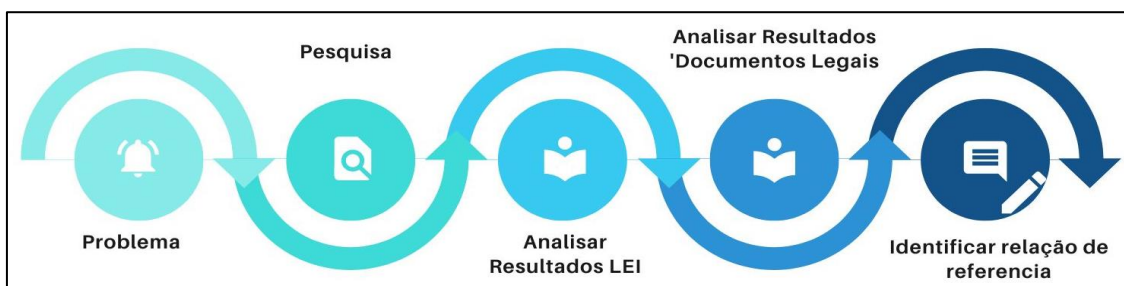 Problema
Pesquisa
Analisar
Resultados LEI
Analisar Resultados
'Documentos Legais
Identificar relação de
referencia